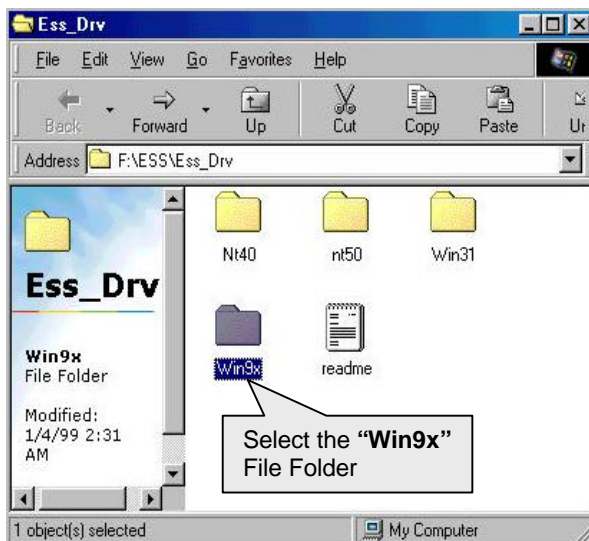 Ess_Drv
File Edit View Go Favorites Help
Back Forward Up Cut Copy Paste
Address F:\ESS\Ess_Drv
Ess_Drv
Win9x
File Folder
Modified:
1/4/99 2:31
AM
Nt40 nt50 Win31
Win9x readme
Select the “Win9x”
File Folder
1 object(s) selected My Computer